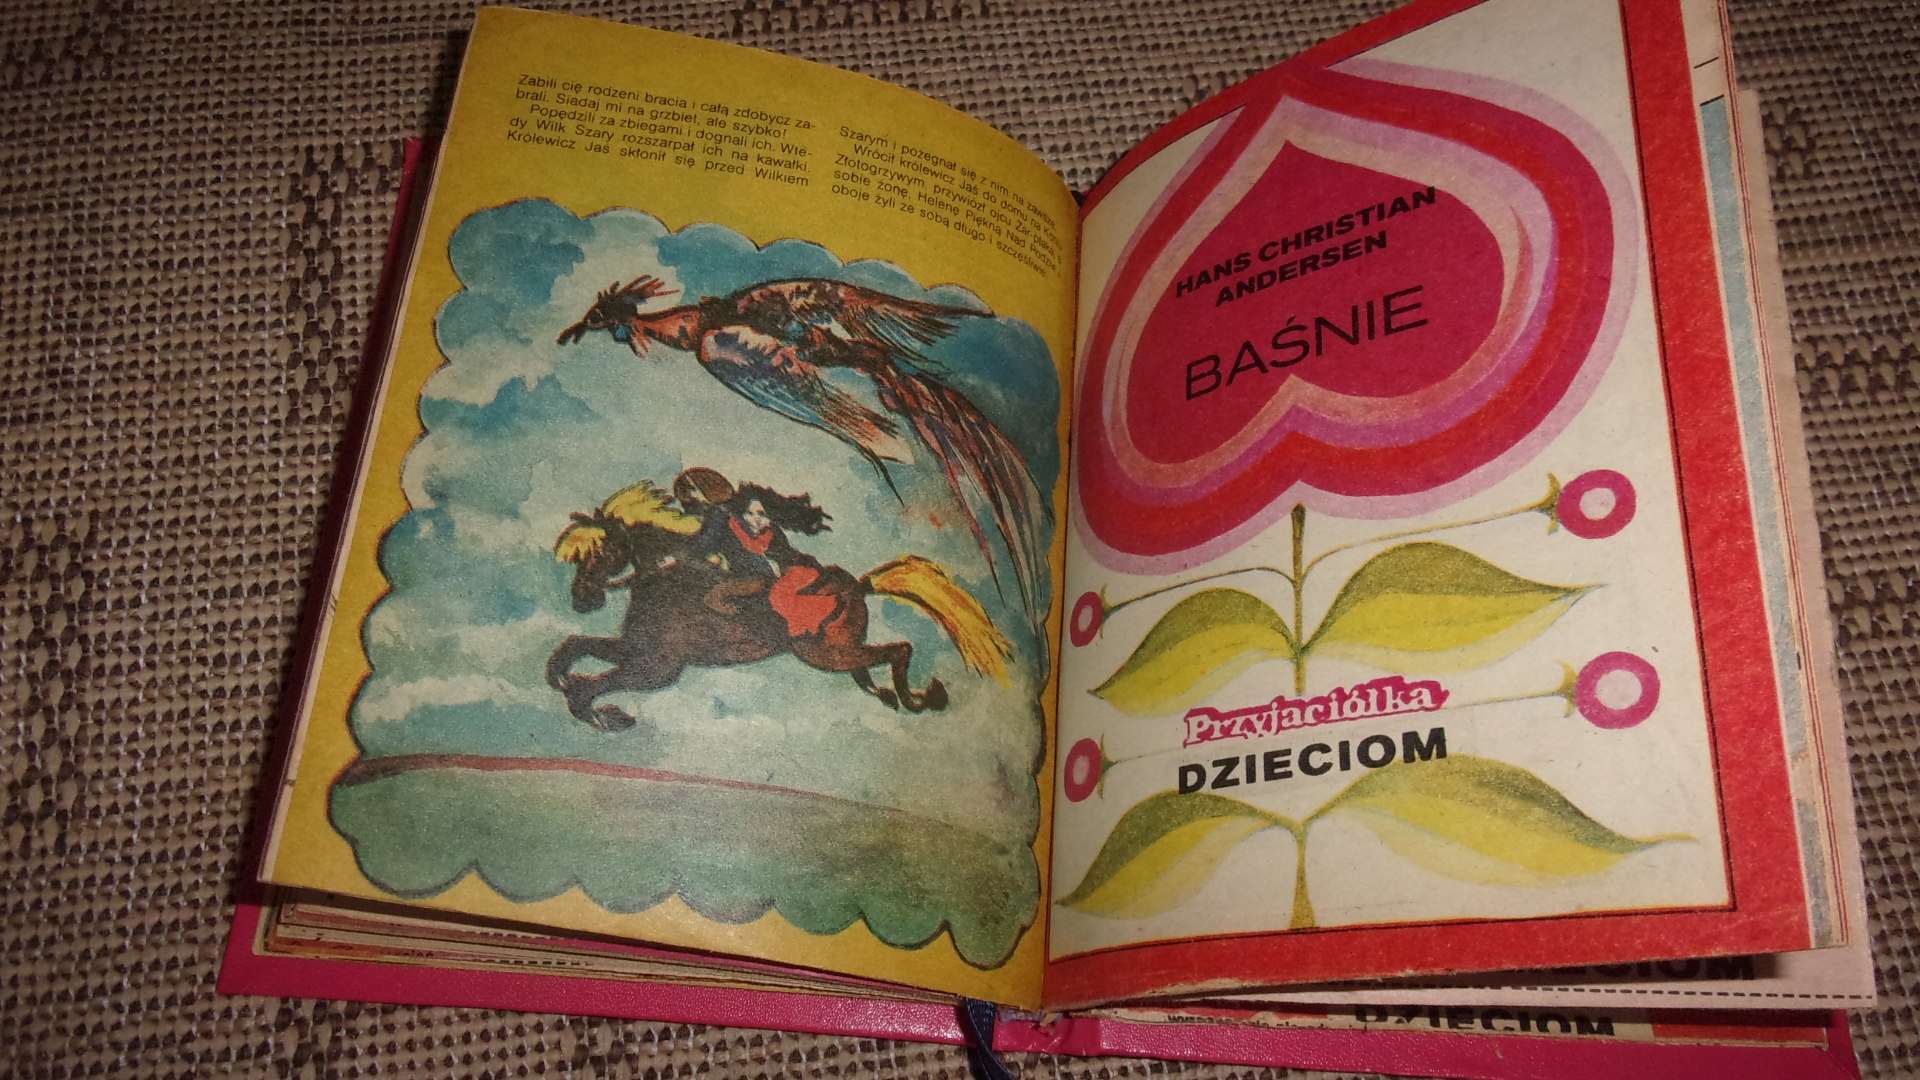 Zabili cię rodzeni bracia i całą zdobycz za-
brali. Siadaj mi na grzbiet, ale szybko!
Popędzili za zbiegami i dognali ich. Wte-
dy Wilk Szary rozszarpał ich na kawałki.
Królewicz Jaś skłonił się przed Wilkiem
Szarym i pożegnał się z nim na zawsze.
Wrócił królewicz Jaś do domu na Koniu
Złotogrzywym, przywiózł ojcu Żar-ptaka, a
sobie żonę, Helenę Piękną Nad Podziw i
oboje żyli ze sobą długo i szczęśliwie.
HANS CHRISTIAN
ANDERSEN
BAŚNIE
Przyjaciółka
DZIECIOM
DZIECIOM